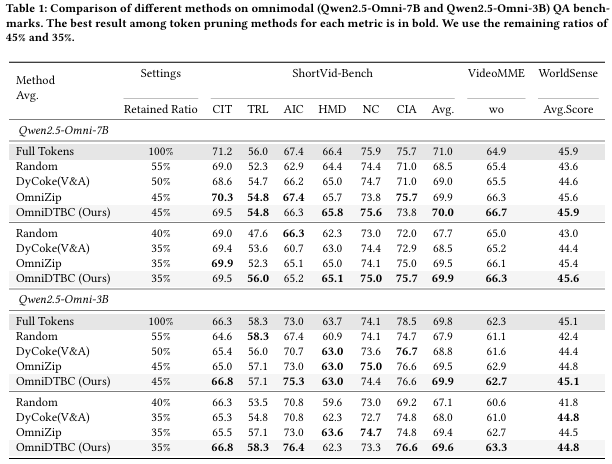 Table 1: Comparison of different methods on omnimodal (Qwen2.5-Omni-7B and Qwen2.5-Omni-3B) QA bench-
marks. The best result among token pruning methods for each metric is in bold. We use the remaining ratios of
45% and 35%.
Method Avg. Settings ShortVid-Bench VideoMME WorldSense
Retained Ratio CIT TRL AIC HMD NC CIA Avg. wo Avg.Score
Qwen2.5-Omni-7B
Full Tokens 100% 71.2 56.0 67.4 66.4 75.9 75.7 71.0 64.9 45.9
Random 55% 69.0 52.3 62.9 64.4 74.4 71.0 68.5 65.4 43.6
DyCoke(V&A) 50% 68.6 54.7 66.2 65.0 74.7 71.0 69.0 65.5 44.6
OmniZip 45% 70.3 54.8 67.4 65.7 73.8 75.7 69.9 66.3 45.6
OmniDTBC (Ours) 45% 69.5 54.8 66.3 65.8 75.6 73.8 70.0 66.7 45.9
Random 40% 69.0 47.6 66.3 62.3 73.0 72.0 67.7 65.0 43.0
DyCoke(V&A) 35% 69.4 53.6 60.7 63.0 74.4 72.9 68.5 65.2 44.4
OmniZip 35% 69.9 52.3 65.1 65.0 74.1 75.0 69.5 66.1 45.4
OmniDTBC (Ours) 35% 69.5 56.0 65.2 65.1 75.0 75.7 69.9 66.3 45.6
Qwen2.5-Omni-3B
Full Tokens 100% 66.3 58.3 73.0 63.7 74.1 78.5 69.8 62.3 45.1
Random 55% 64.6 58.3 67.4 60.9 74.1 74.7 67.9 61.1 42.4
DyCoke(V&A) 50% 65.4 56.0 70.7 63.0 73.3 76.7 68.8 61.6 44.4
OmniZip 45% 65.0 57.1 73.0 63.0 75.0 76.6 69.5 62.9 44.8
OmniDTBC (Ours) 45% 66.8 57.1 75.3 63.0 74.4 76.6 69.9 62.7 45.1
Random 40% 66.3 53.5 70.8 59.6 73.0 69.2 67.1 60.6 41.8
DyCoke(V&A) 35% 65.3 54.8 70.8 62.3 72.7 74.8 68.0 61.0 44.8
OmniZip 35% 65.5 57.1 73.0 63.6 74.7 74.8 69.4 62.7 44.5
OmniDTBC (Ours) 35% 66.8 58.3 76.4 62.3 73.3 76.6 69.6 63.3 44.8